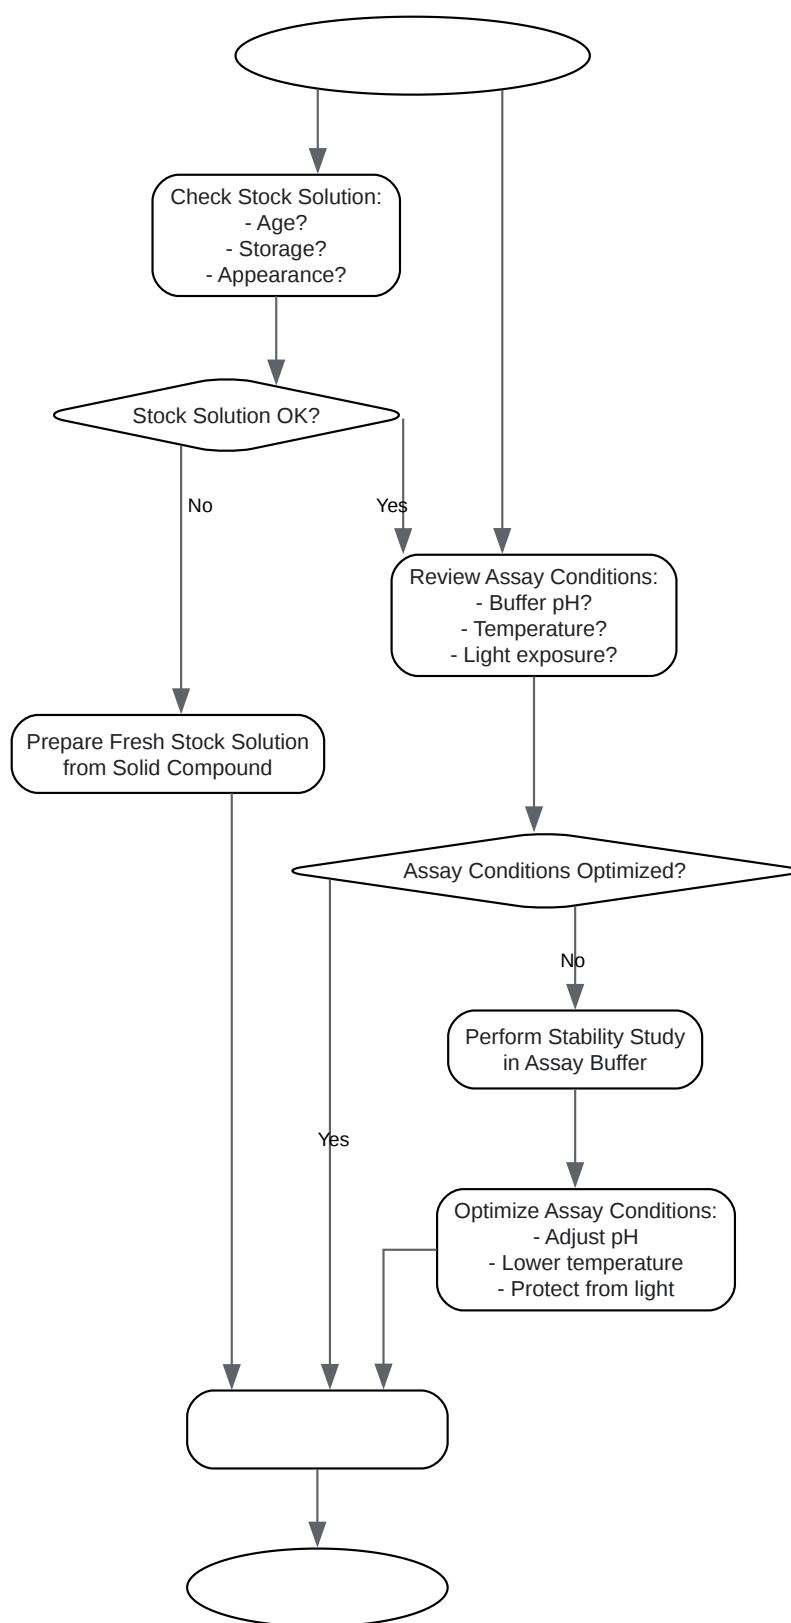 Check Stock Solution:
- Age?
- Storage?
- Appearance?
Stock Solution OK?
No
Yes
Review Assay Conditions:
- Buffer pH?
- Temperature?
- Light exposure?
Prepare Fresh Stock Solution
from Solid Compound
Assay Conditions Optimized?
No
Perform Stability Study
in Assay Buffer
Yes
Optimize Assay Conditions:
- Adjust pH
- Lower temperature
- Protect from light